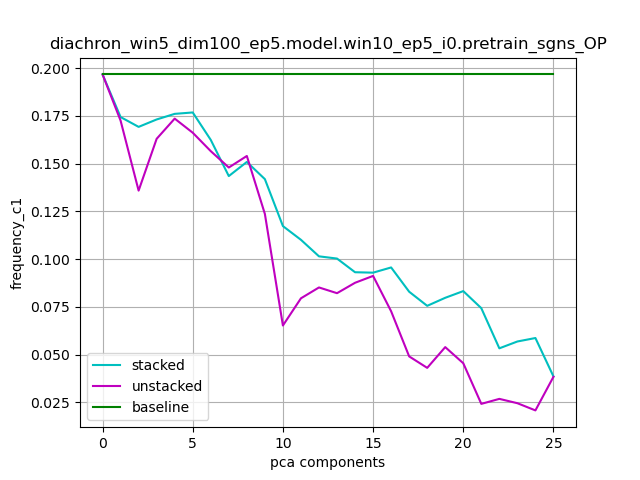 diachron_win5_dim100_ep5.model.win10_ep5_i0.pretrain_sgns_OP
0.200
0.175
0.150
0.125
0.100
0.075
0.050
0.025
frequency_c1
stacked
unstacked
baseline
0 5 10 15 20 25
pca components